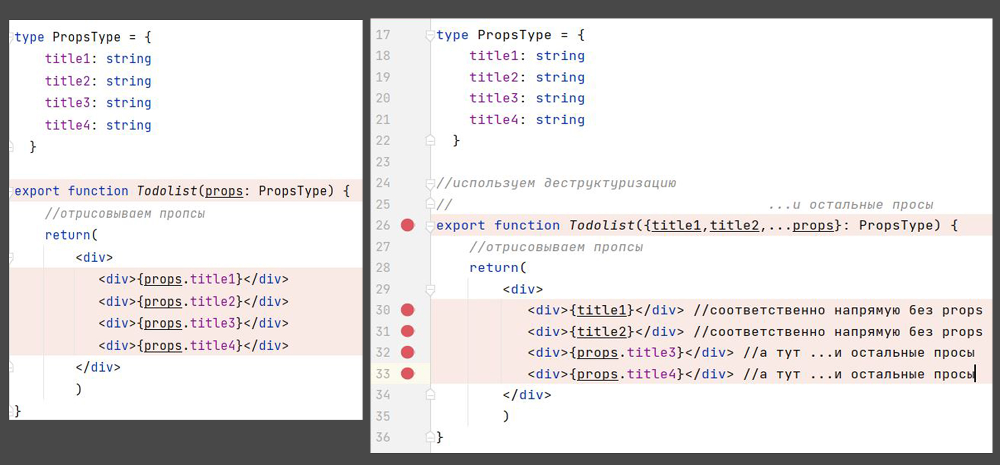 type PropsType = {
title1: string
title2: string
title3: string
title4: string
}
export function Todolist(props: PropsType) {
//отрисовываем пропсы
return(
<div>
<div>{props.title1}</div>
<div>{props.title2}</div>
<div>{props.title3}</div>
<div>{props.title4}</div>
</div>
)
}
17 type PropsType = {
18 title1: string
19 title2: string
20 title3: string
21 title4: string
22 }
23
24 //используем деструктуризацию
25 // ...и остальные просы
26 export function Todolist({title1,title2,...props}: PropsType) {
27 //отрисовываем пропсы
28 return(
29 <div>
30 <div>{title1}</div> //соответственно напрямую без props
31 <div>{title2}</div> //соответственно напрямую без props
32 <div>{props.title3}</div> //а тут ...и остальные просы
33 <div>{props.title4}</div> //а тут ...и остальные просы
34 </div>
35 )
36 }